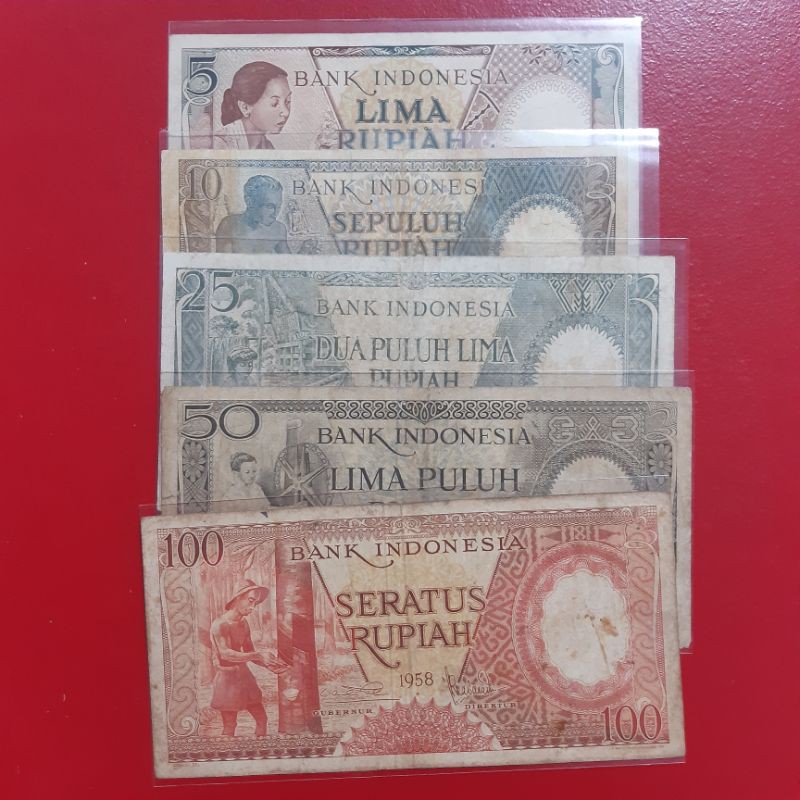 5
BANK INDONESIA
LIMA
RUPIAH
10
BANK INDONESIA
SEPULUH
RUPIAH
25
BANK INDONESIA
DUA PULUH LIMA
RUPIAH
50
BANK INDONESIA
LIMA PULUH
100
BANK INDONESIA
SERATUS
RUPIAH
1958
GUBERNUR
DIREKTUR
100